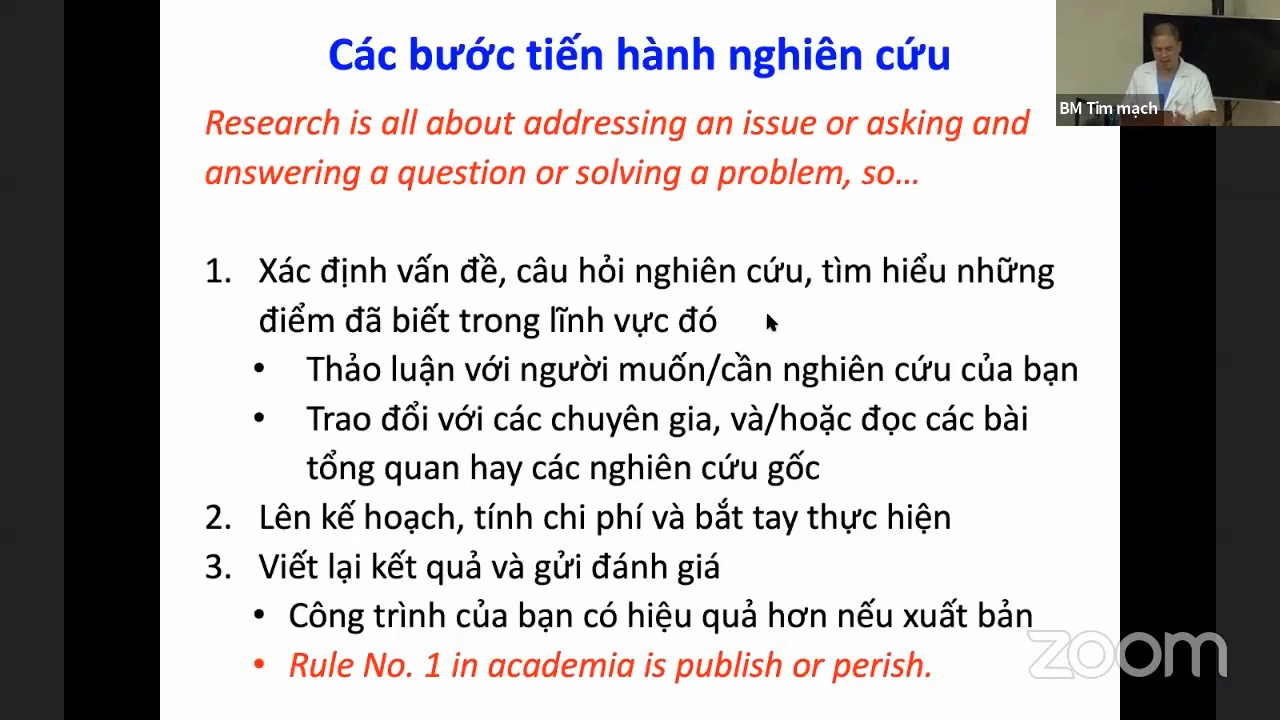 Các bước tiến hành nghiên cứu
Research is all about addressing an issue or asking and
answering a question or solving a problem, so…
1. Xác định vấn đề, câu hỏi nghiên cứu, tìm hiểu những
điểm đã biết trong lĩnh vực đó
• Thảo luận với người muốn/cần nghiên cứu của bạn
• Trao đổi với các chuyên gia, và/hoặc đọc các bài
tổng quan hay các nghiên cứu gốc
2. Lên kế hoạch, tính chi phí và bắt tay thực hiện
3. Viết lại kết quả và gửi đánh giá
• Công trình của bạn có hiệu quả hơn nếu xuất bản
• Rule No. 1 in academia is publish or perish.
BM Tim mạch
zoom